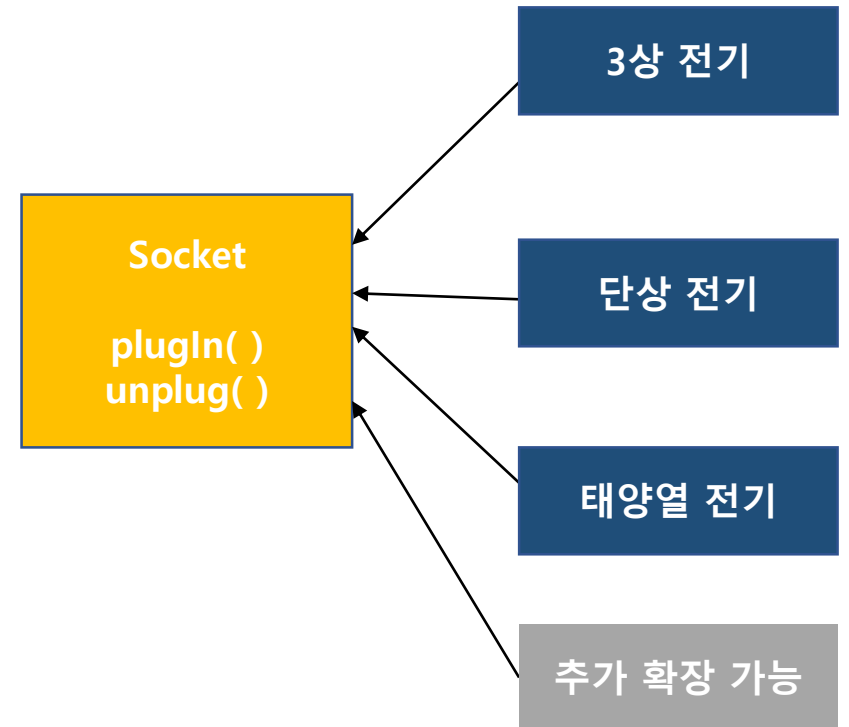 Socket
plugIn( )
unplug( )
3상 전기
단상 전기
태양열 전기
추가 확장 가능